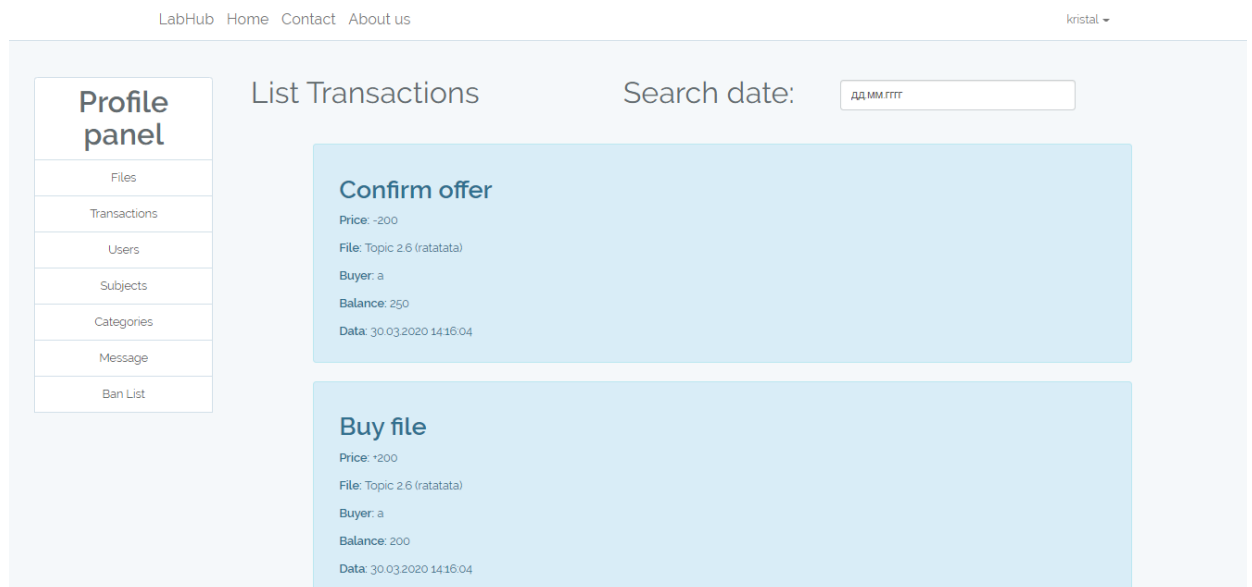 LabHub Home Contact About us
kristal
Profile
panel
Files
Transactions
Users
Subjects
Categories
Message
Ban List
List Transactions
Search date:
дд.мм.гггг
Confirm offer
Price: -200
File: Topic 2.6 (ratatata)
Buyer: a
Balance: 250
Data: 30.03.2020 14:16:04
Buy file
Price: +200
File: Topic 2.6 (ratatata)
Buyer: a
Balance: 200
Data: 30.03.2020 14:16:04